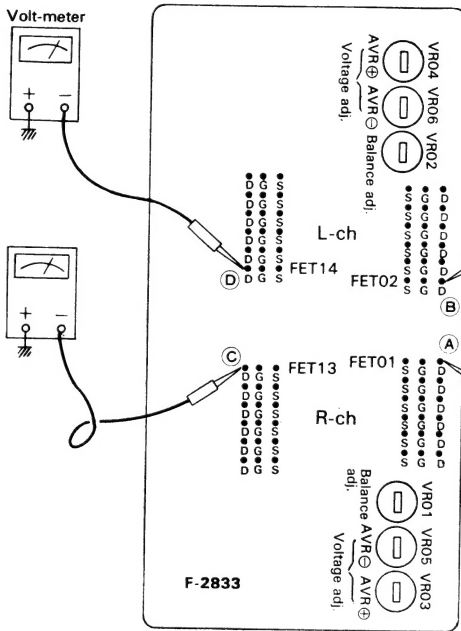 Volt-meter
+ −
+ −
VR04 VR06 VR02
AVR⊕ AVR⊖ Balance adj.
Voltage adj.
D G S
D G S
D G S
D G S
D G S
D G S
D G S
D G S
Ⓓ
FET14
L-ch
S G D
S G D
S G D
S G D
S G D
S G D
S G D
S G D
FET02
Ⓑ
Ⓒ
FET13
D G S
D G S
D G S
D G S
D G S
D G S
D G S
D G S
R-ch
Ⓐ
FET01
S G D
S G D
S G D
S G D
S G D
S G D
S G D
S G D
VR01 VR05 VR03
Balance adj. AVR⊖ AVR⊕
Voltage adj.
F-2833